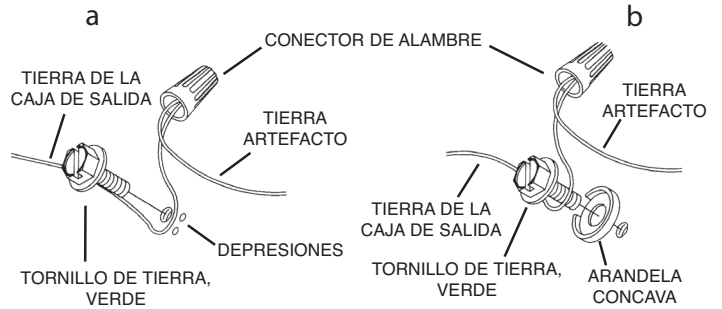 a
b
CONECTOR DE ALAMBRE
TIERRA DE LA
CAJA DE SALIDA
TIERRA
ARTEFACTO
DEPRESIONES
TORNILLO DE TIERRA,
VERDE
TIERRA
ARTEFACTO
TIERRA DE LA
CAJA DE SALIDA
TORNILLO DE TIERRA,
VERDE
ARANDELA
CONCAVA